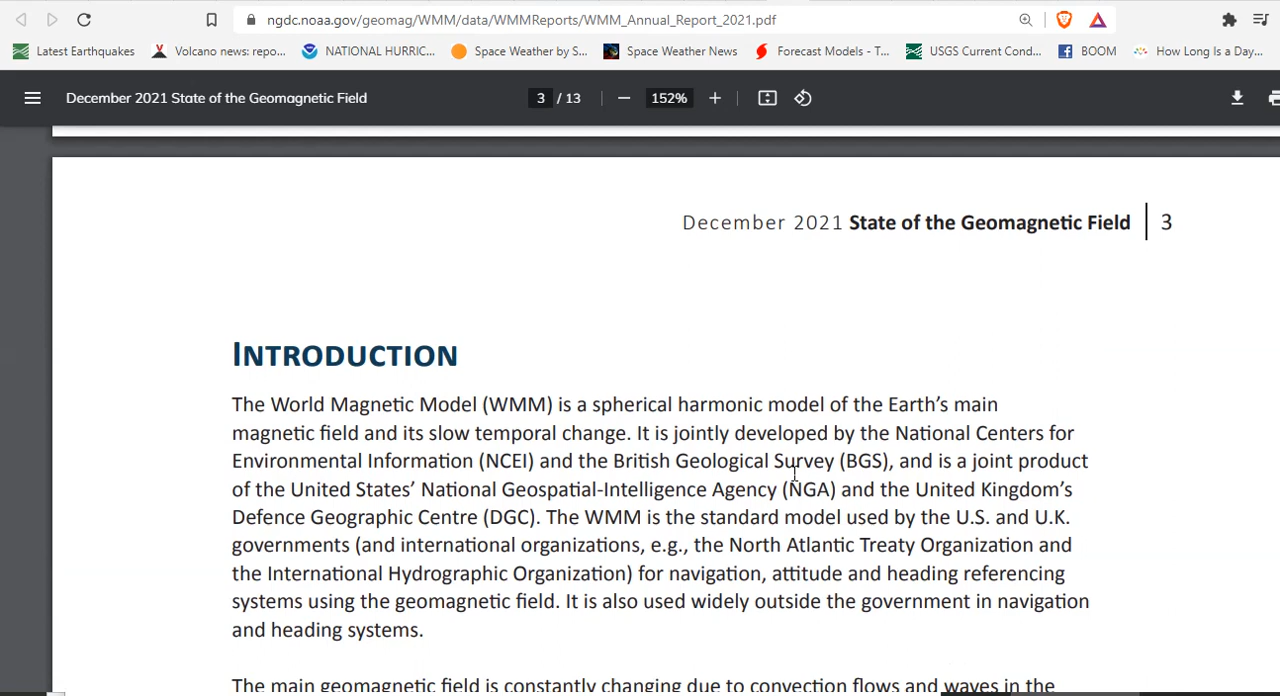 ngdc.noaa.gov/geomag/WMM/data/WMMReports/WMM_Annual_Report_2021.pdf
Latest Earthquakes Volcano news: repo... NATIONAL HURRIC... Space Weather by S... Space Weather News Forecast Models - T... USGS Current Cond... BOOM How Long Is a Day...
December 2021 State of the Geomagnetic Field 3 / 13 152%
December 2021 State of the Geomagnetic Field 3
INTRODUCTION
The World Magnetic Model (WMM) is a spherical harmonic model of the Earth’s main
magnetic field and its slow temporal change. It is jointly developed by the National Centers for
Environmental Information (NCEI) and the British Geological Survey (BGS), and is a joint product
of the United States’ National Geospatial-Intelligence Agency (NGA) and the United Kingdom’s
Defence Geographic Centre (DGC). The WMM is the standard model used by the U.S. and U.K.
governments (and international organizations, e.g., the North Atlantic Treaty Organization and
the International Hydrographic Organization) for navigation, attitude and heading referencing
systems using the geomagnetic field. It is also used widely outside the government in navigation
and heading systems.
The main geomagnetic field is constantly changing due to convection flows and waves in the